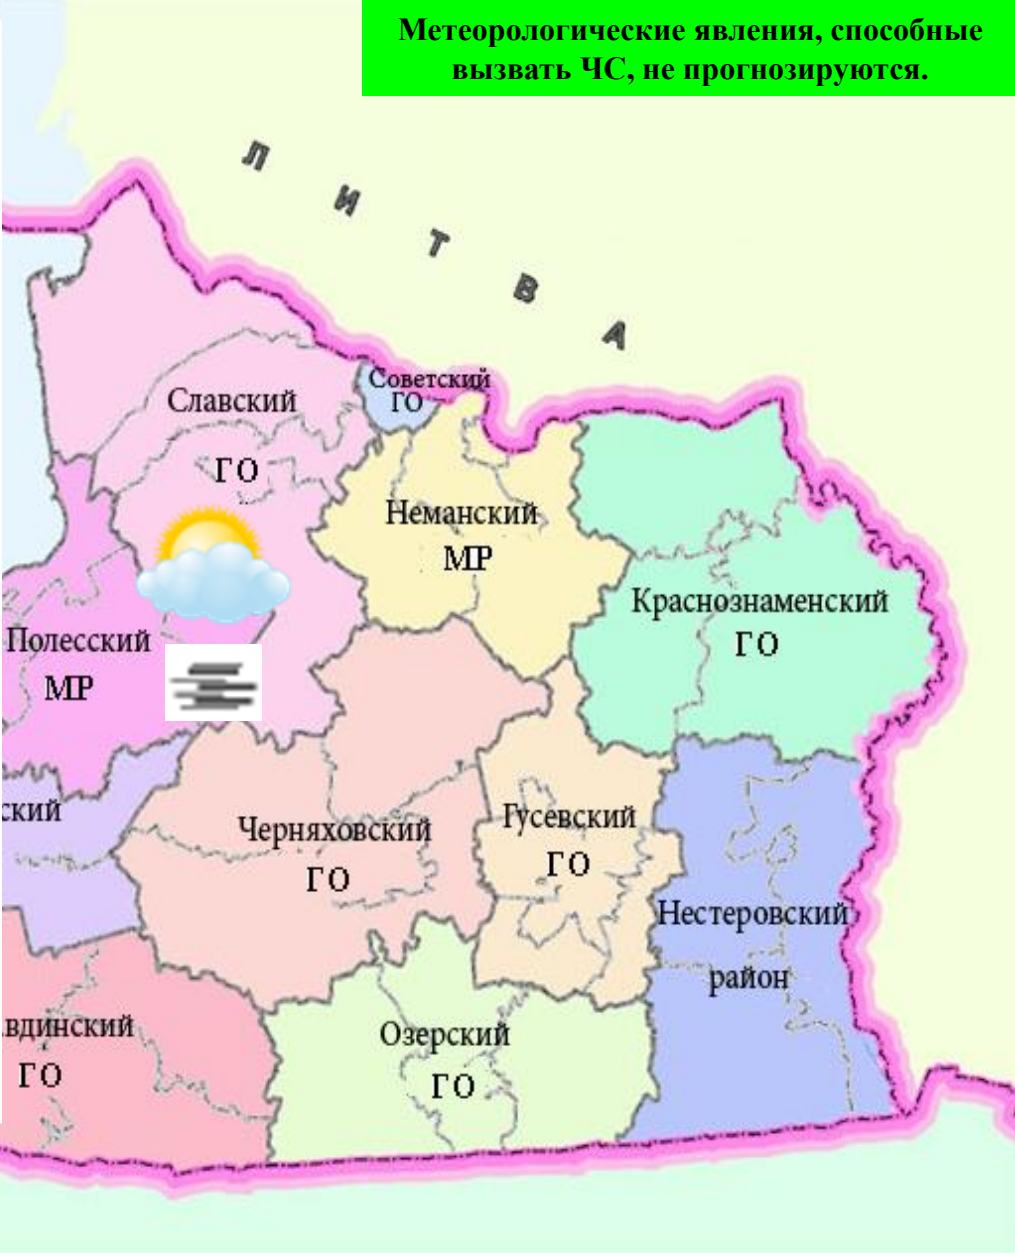 Метеорологические явления, способные
вызвать ЧС, не прогнозируются.
ЛИТВА
Советский
ГО
Славский
ГО
Неманский
МР
Краснознаменский
ГО
Полесский
МР
ский
Черняховский
ГО
Гусевский
ГО
Нестеровский
район
вдинский
ГО
Озерский
ГО